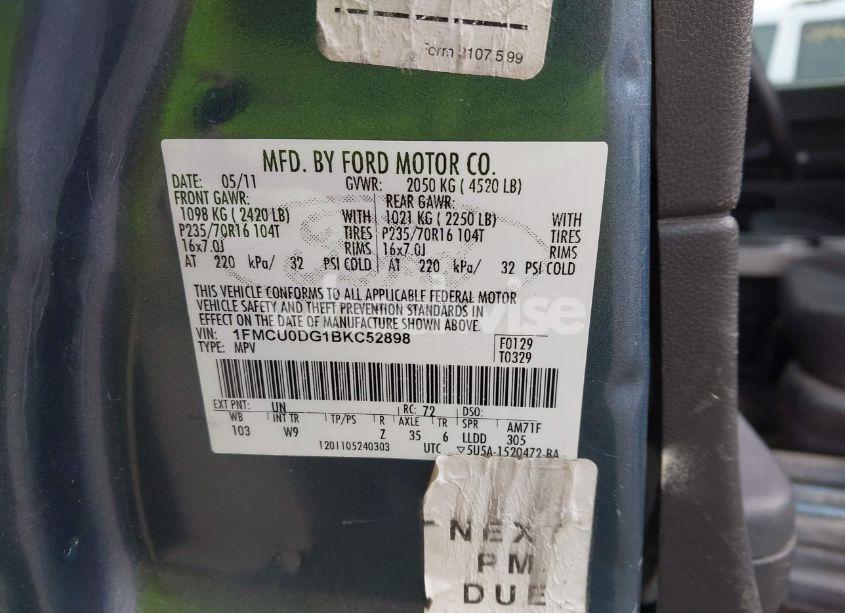 Form 8107 5.99
MFD. BY FORD MOTOR CO.
DATE: 05/11 GVWR: 2050 KG ( 4520 LB)
FRONT GAWR: REAR GAWR:
1098 KG ( 2420 LB) WITH 1021 KG ( 2250 LB) WITH
P235/70R16 104T TIRES P235/70R16 104T TIRES
16x7.0J RIMS 16x7.0J RIMS
AT 220 kPa/ 32 PSI COLD AT 220 kPa/ 32 PSI COLD
THIS VEHICLE CONFORMS TO ALL APPLICABLE FEDERAL MOTOR
VEHICLE SAFETY AND THEFT PREVENTION STANDARDS IN
EFFECT ON THE DATE OF MANUFACTURE SHOWN ABOVE.
1FMCU0DG1BKC52898 F0129
TYPE: MPV T0329
EXT PNT: UN RC: 72 DSO:
WB INT TR TP/PS R AXLE TR SPR AM71F
103 W9 Z 35 6 LLDD 305
1201105240303 UTC ▽5U5A-1520472-BA
NEXT
PM
DUE